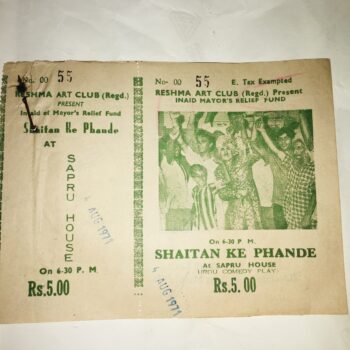 No. 00 55
RESHMA ART CLUB (Regd.)
PRESENT
Inaid of Mayor's Relief Fund
Shaitan Ke Phande
AT
SAPRU HOUSE
AUG 1971
On 6-30 P. M.
Rs.5.00
No- 00 55 E. Tax Exampted
RESHMA ART CLUB (Regd.) Present
INAID MAYOR'S RELIEF FUND
On 6-30 P. M.
SHAITAN KE PHANDE
At SAPRU HOUSE
(URDU COMEDY PLAY)
Rs.5.00
4 AUG 1971